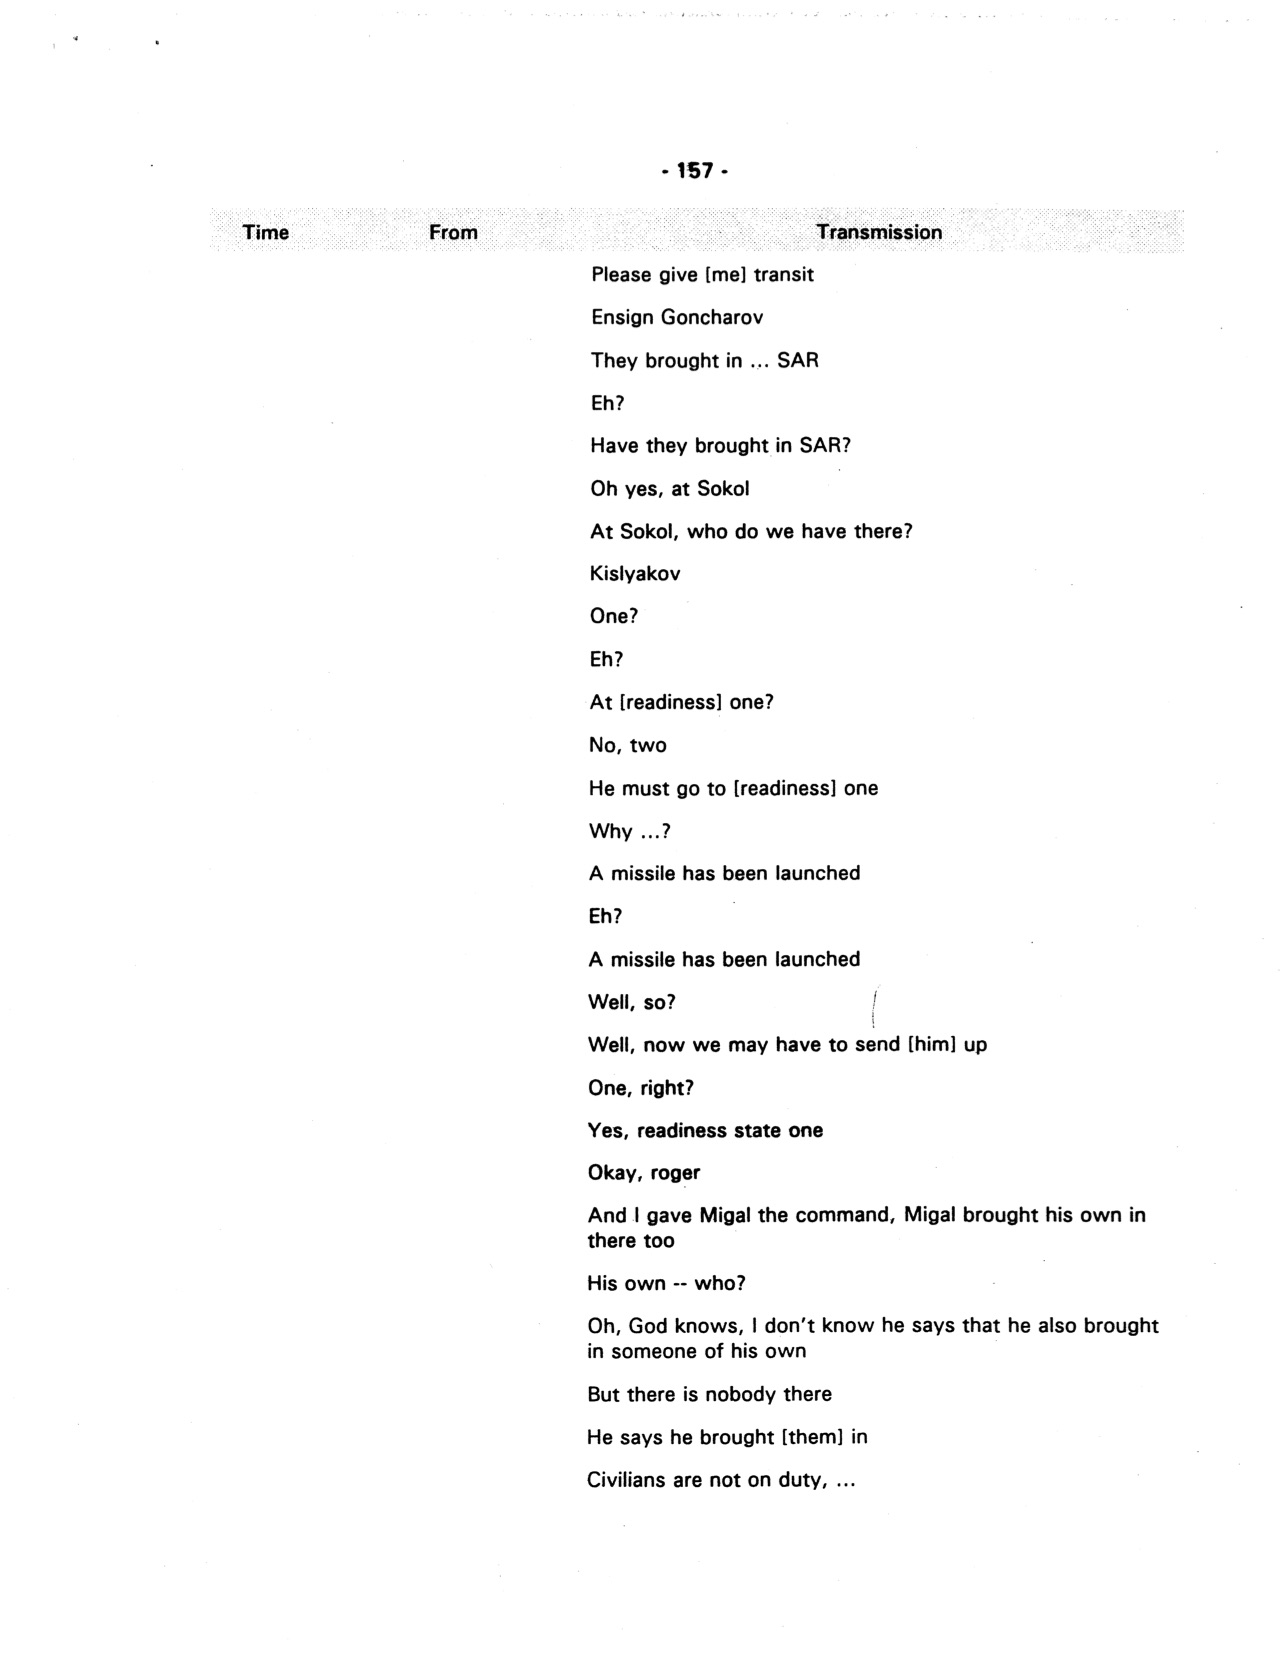 - 157 -
Time From Transmission
Please give [me] transit
Ensign Goncharov
They brought in ... SAR
Eh?
Have they brought in SAR?
Oh yes, at Sokol
At Sokol, who do we have there?
Kislyakov
One?
Eh?
At [readiness] one?
No, two
He must go to [readiness] one
Why ...?
A missile has been launched
Eh?
A missile has been launched
Well, so?
Well, now we may have to send [him] up
One, right?
Yes, readiness state one
Okay, roger
And I gave Migal the command, Migal brought his own in
there too
His own -- who?
Oh, God knows, I don't know he says that he also brought
in someone of his own
But there is nobody there
He says he brought [them] in
Civilians are not on duty, ...